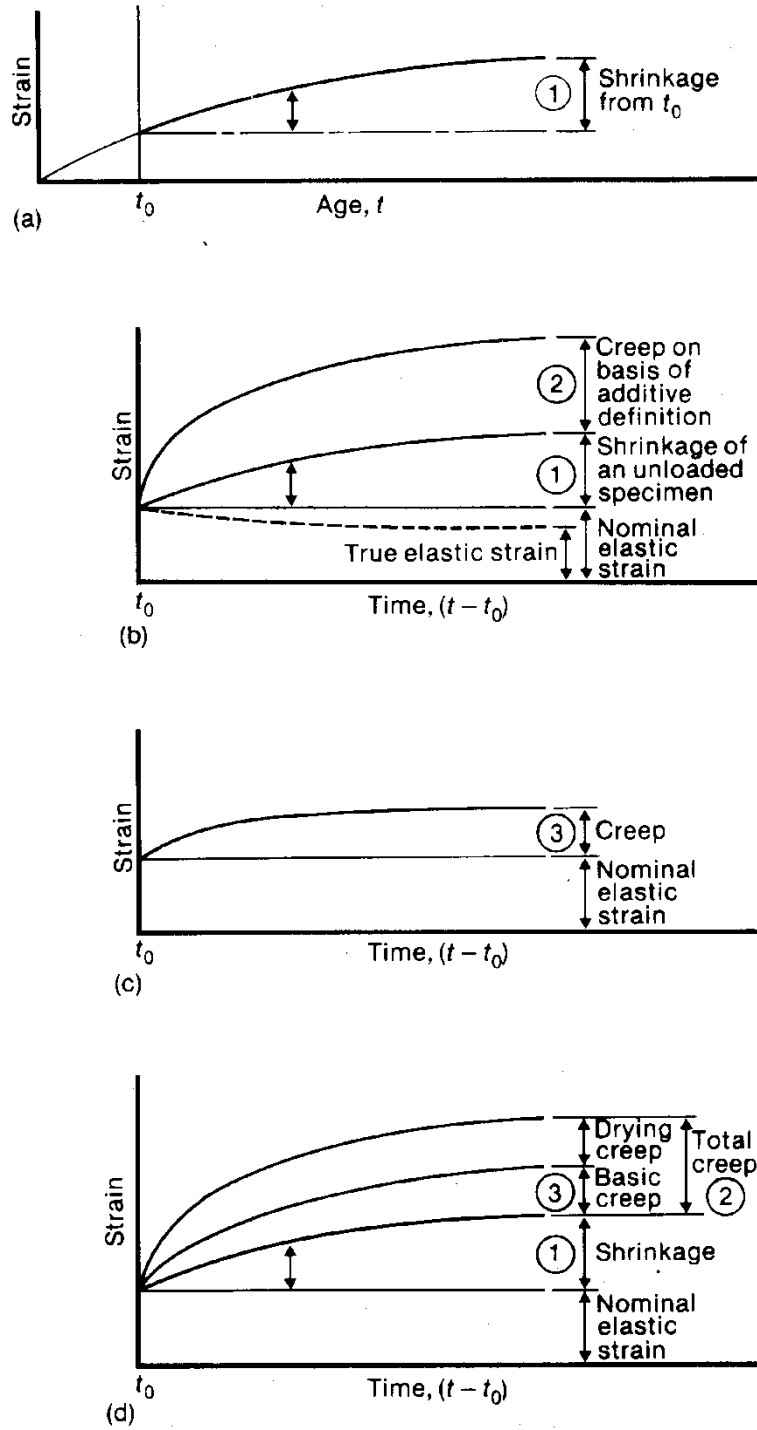 Strain
①
Shrinkage
from t₀
t₀
Age, t
(a)
Strain
②
Creep on
basis of
additive
definition
①
Shrinkage of
an unloaded
specimen
True elastic strain
Nominal
elastic
strain
t₀
Time, (t – t₀)
(b)
Strain
③
Creep
Nominal
elastic
strain
t₀
Time, (t – t₀)
(c)
Strain
Drying
creep
Total
creep
②
③
Basic
creep
①
Shrinkage
Nominal
elastic
strain
t₀
Time, (t – t₀)
(d)